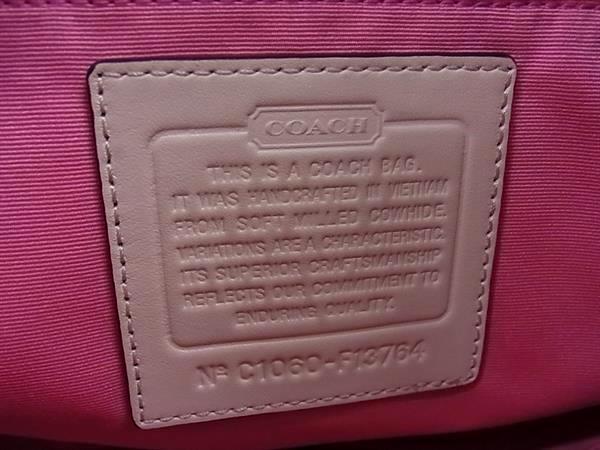 COACH
THIS IS A COACH BAG.
IT WAS HANDCRAFTED IN VIETNAM
FROM SOFT MILLED COWHIDE.
VARIATIONS ARE A CHARACTERISTIC.
ITS SUPERIOR CRAFTSMANSHIP
REFLECTS OUR COMMITMENT TO
ENDURING QUALITY.
Nº C1060-F13764